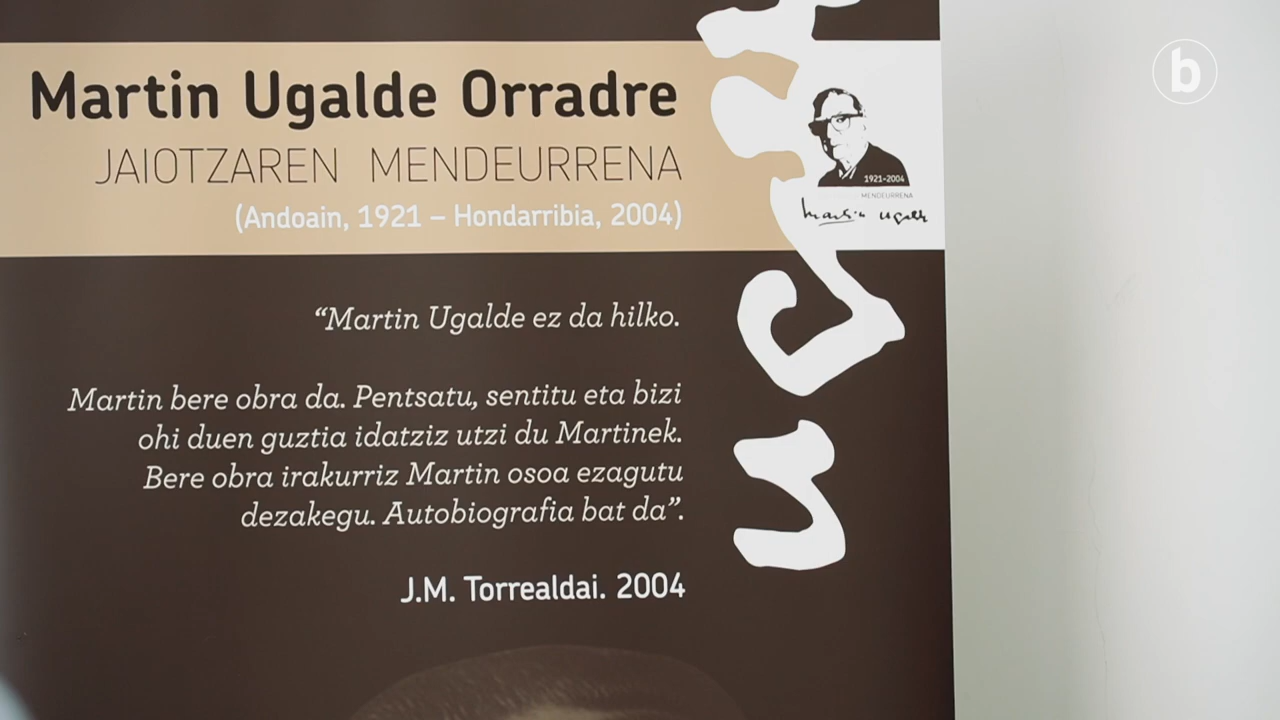 Martin Ugalde Orradre
JAIOTZAREN MENDEURRENA
(Andoain, 1921 – Hondarribia, 2004)
1921-2004
MENDEURRENA
martin ugalde
“Martin Ugalde ez da hilko.
Martin bere obra da. Pentsatu, sentitu eta bizi
ohi duen guztia idatziz utzi du Martinek.
Bere obra irakurriz Martin osoa ezagutu
dezakegu. Autobiografia bat da”.
J.M. Torrealdai. 2004
b